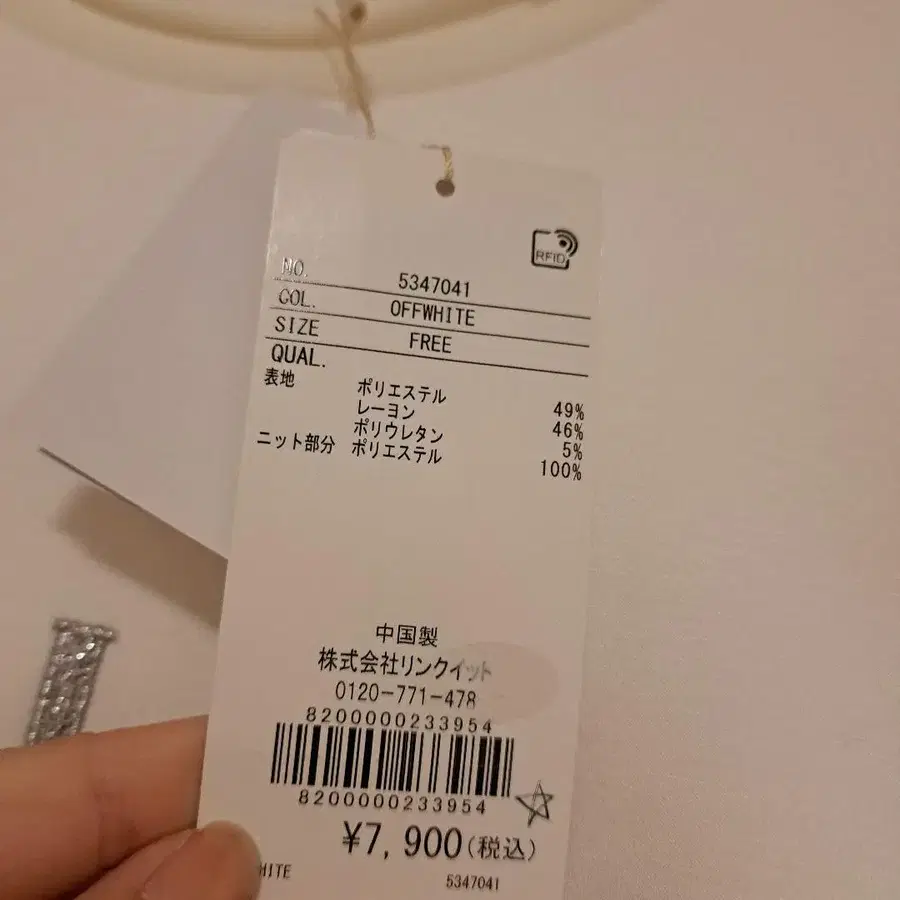 RFID
NO. 5347041
COL. OFFWHITE
SIZE FREE
QUAL.
表地 ポリエステル 49%
レーヨン 46%
ポリウレタン 5%
ニット部分 ポリエステル 100%
中国製
株式会社リンクイット
0120-771-478
8200000233954
8200000233954
¥7,900(税込)
HITE 5347041